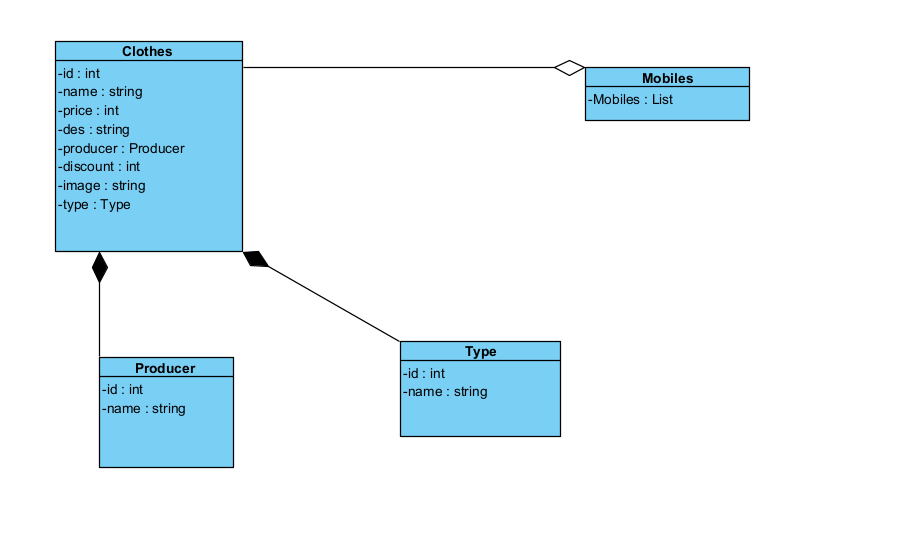 Clothes
-id : int
-name : string
-price : int
-des : string
-producer : Producer
-discount : int
-image : string
-type : Type
Mobiles
-Mobiles : List
Producer
-id : int
-name : string
Type
-id : int
-name : string